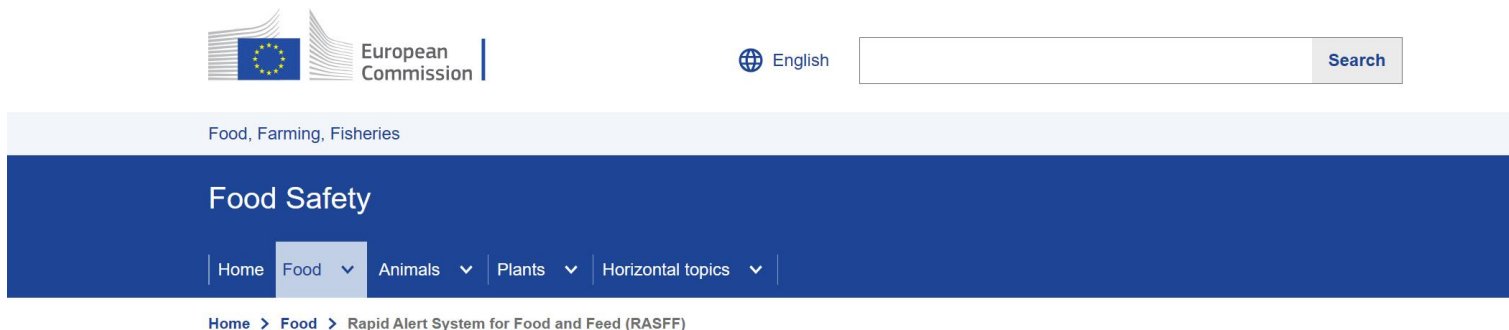 European
Commission
English
Search
Food, Farming, Fisheries
Food Safety
Home Food Animals Plants Horizontal topics
Home > Food > Rapid Alert System for Food and Feed (RASFF)